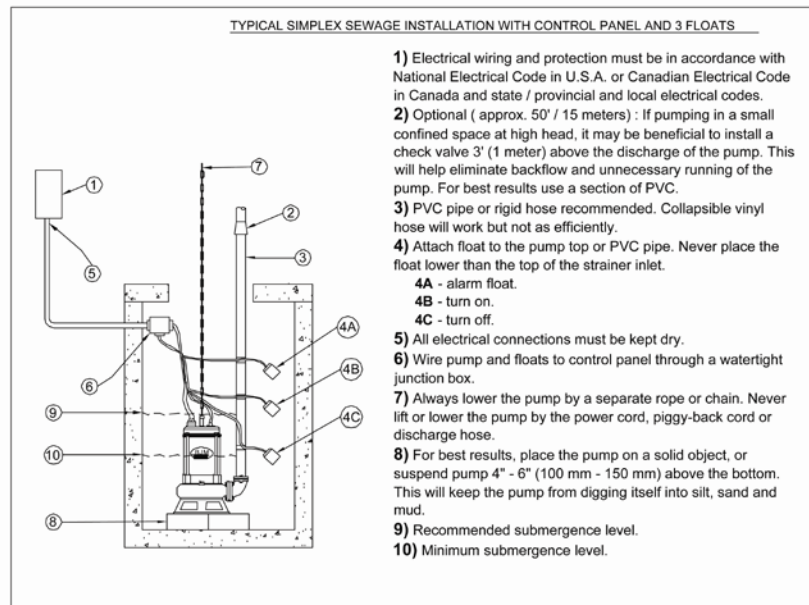 TYPICAL SIMPLEX SEWAGE INSTALLATION WITH CONTROL PANEL AND 3 FLOATS
1) Electrical wiring and protection must be in accordance with
National Electrical Code in U.S.A. or Canadian Electrical Code
in Canada and state / provincial and local electrical codes.
2) Optional ( approx. 50' / 15 meters) : If pumping in a small
confined space at high head, it may be beneficial to install a
check valve 3' (1 meter) above the discharge of the pump. This
will help eliminate backflow and unnecessary running of the
pump. For best results use a section of PVC.
3) PVC pipe or rigid hose recommended. Collapsible vinyl
hose will work but not as efficiently.
4) Attach float to the pump top or PVC pipe. Never place the
float lower than the top of the strainer inlet.
4A - alarm float.
4B - turn on.
4C - turn off.
5) All electrical connections must be kept dry.
6) Wire pump and floats to control panel through a watertight
junction box.
7) Always lower the pump by a separate rope or chain. Never
lift or lower the pump by the power cord, piggy-back cord or
discharge hose.
8) For best results, place the pump on a solid object, or
suspend pump 4" - 6" (100 mm - 150 mm) above the bottom.
This will keep the pump from digging itself into silt, sand and
mud.
9) Recommended submergence level.
10) Minimum submergence level.
7
1
2
3
5
4A
6
4B
9
4C
10
8